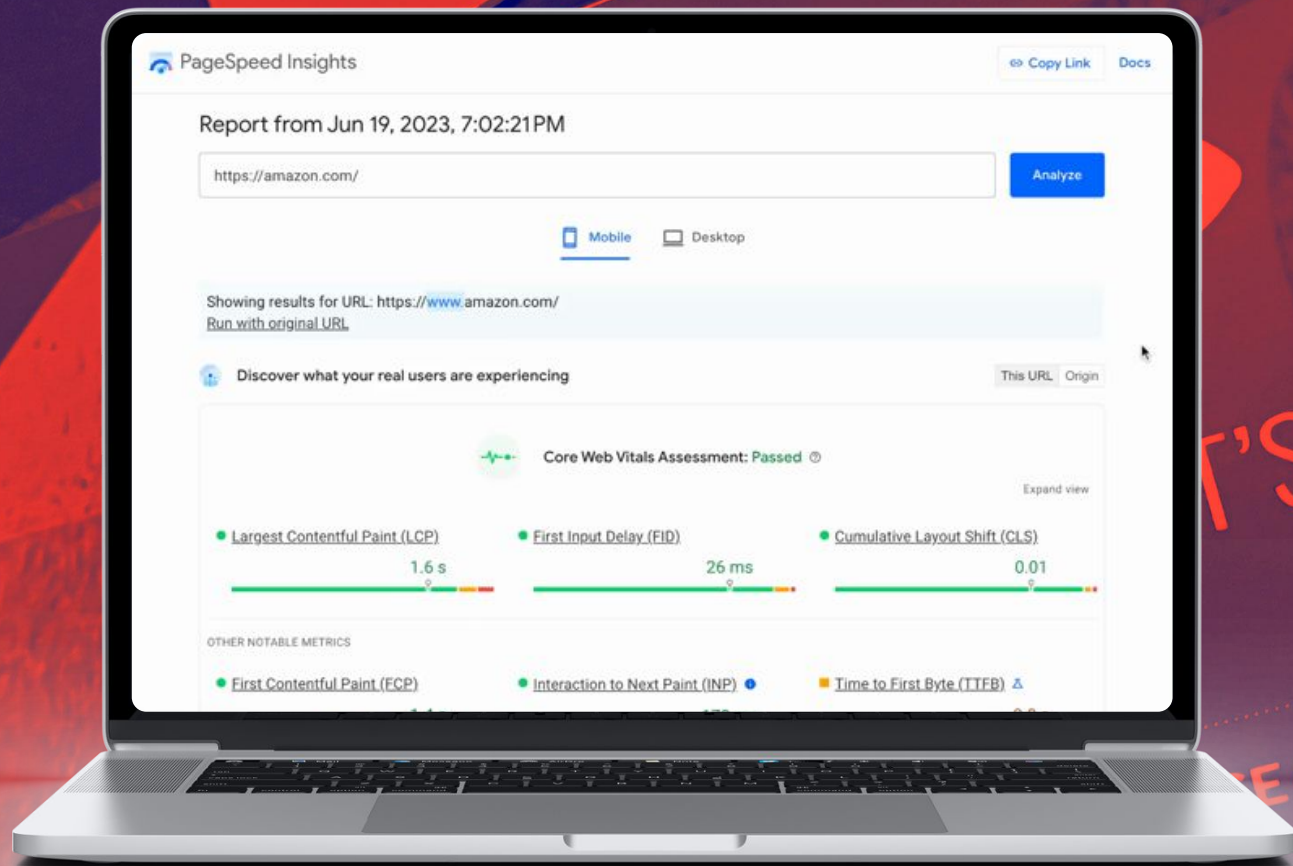 PageSpeed Insights
Copy Link
Docs
Report from Jun 19, 2023, 7:02:21 PM
https://amazon.com/
Analyze
Mobile
Desktop
Showing results for URL: https://www.amazon.com/
Run with original URL
Discover what your real users are experiencing
This URL
Origin
Core Web Vitals Assessment: Passed
Expand view
Largest Contentful Paint (LCP)
First Input Delay (FID)
Cumulative Layout Shift (CLS)
1.6 s
26 ms
0.01
OTHER NOTABLE METRICS
First Contentful Paint (FCP)
Interaction to Next Paint (INP)
Time to First Byte (TTFB)
T'S
E